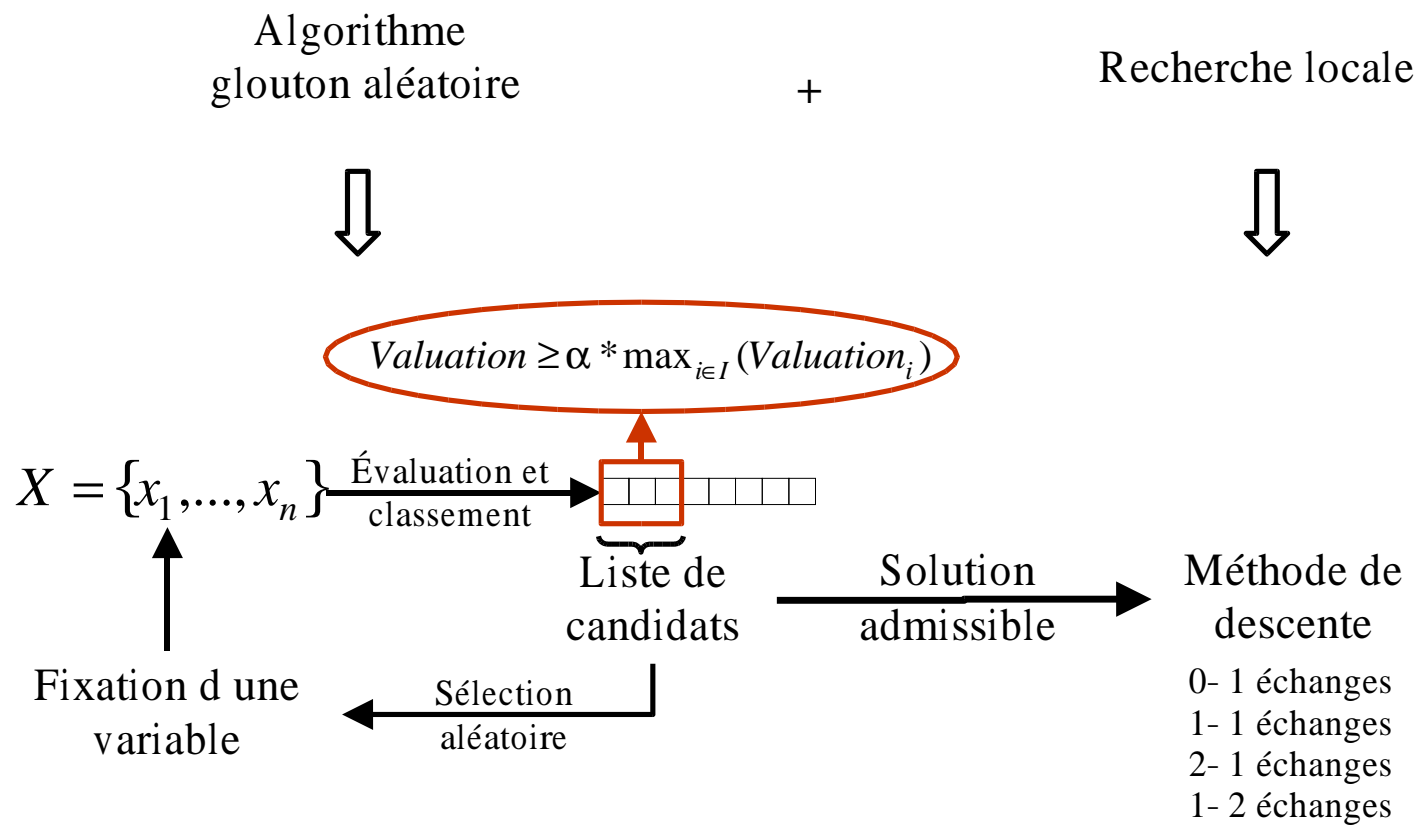 Algorithme
glouton aléatoire
+
Recherche locale
Valuation ≥ α * max_{i∈I} (Valuation_i)
X = {x_1,..., x_n}
Évaluation et
classement
Liste de
candidats
Solution
admissible
Méthode de
descente
0- 1 échanges
1- 1 échanges
2- 1 échanges
1- 2 échanges
Sélection
aléatoire
Fixation d une
variable